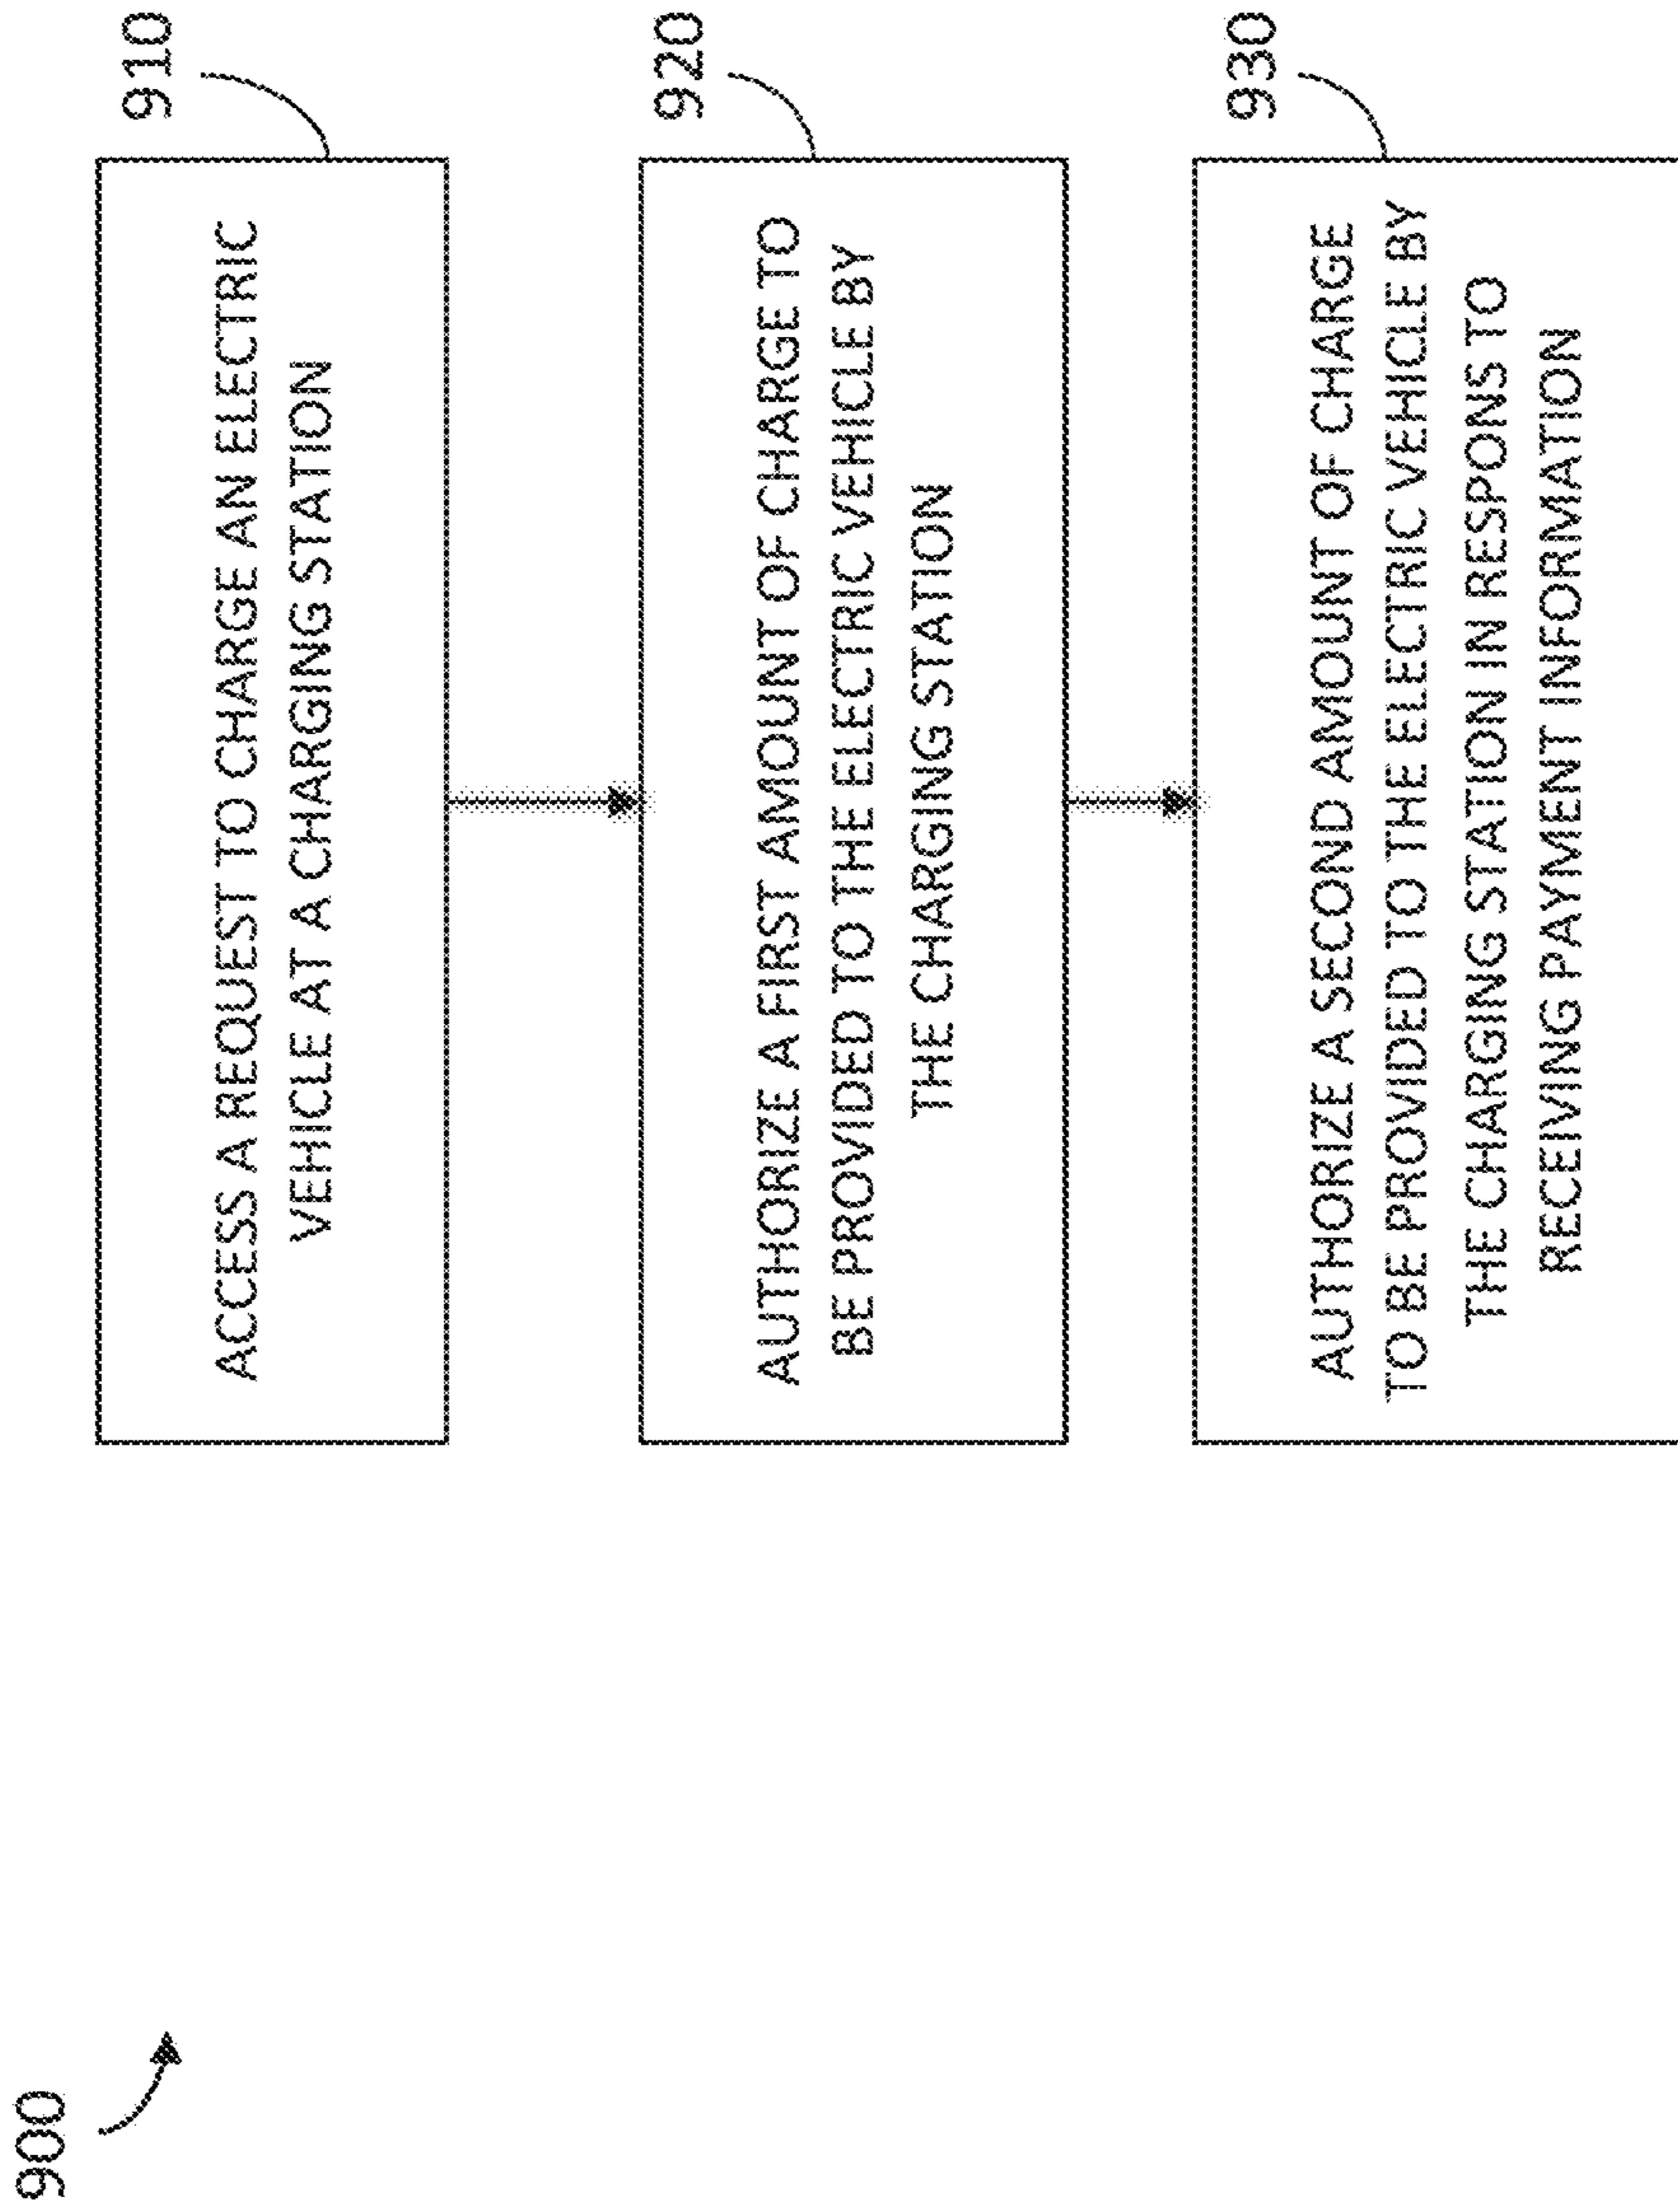 900
910
ACCESS A REQUEST TO CHARGE AN ELECTRIC
VEHICLE AT A CHARGING STATION
920
AUTHORIZE A FIRST AMOUNT OF CHARGE TO
BE PROVIDED TO THE ELECTRIC VEHICLE BY
THE CHARGING STATION
930
AUTHORIZE A SECOND AMOUNT OF CHARGE
TO BE PROVIDED TO THE ELECTRIC VEHICLE BY
THE CHARGING STATION IN RESPONS TO
RECEIVING PAYMENT INFORMATION